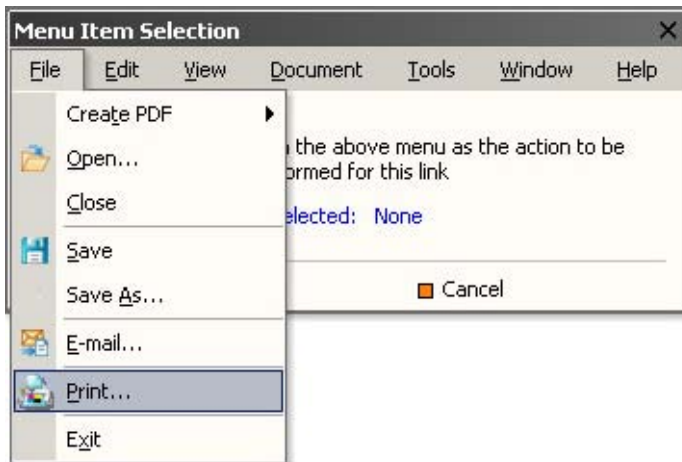 Menu Item Selection
File Edit View Document Tools Window Help
Create PDF
the above menu as the action to be
Open...
ormed for this link
Close
elected: None
Save
Save As...
Cancel
E-mail...
Print...
Exit